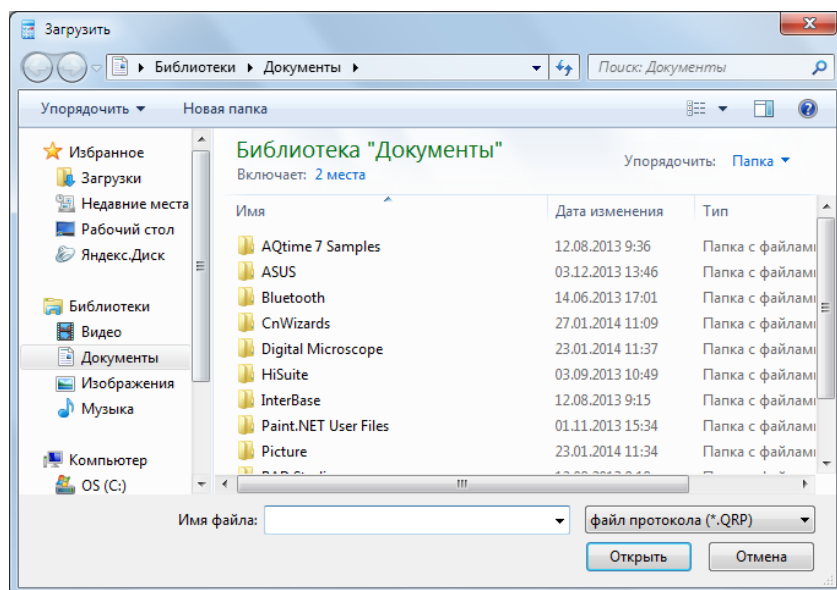 Загрузить
Библиотеки Документы
Поиск: Документы
Упорядочить Новая папка
Избранное
Загрузки
Недавние места
Рабочий стол
Яндекс.Диск
Библиотеки
Видео
Документы
Изображения
Музыка
Компьютер
OS (C:)
Библиотека "Документы"
Включает: 2 места
Упорядочить: Папка
Имя Дата изменения Тип
AQtime 7 Samples 12.08.2013 9:36 Папка с файлами
ASUS 03.12.2013 13:46 Папка с файлами
Bluetooth 14.06.2013 17:01 Папка с файлами
CnWizards 27.01.2014 11:09 Папка с файлами
Digital Microscope 23.01.2014 11:37 Папка с файлами
HiSuite 03.09.2013 10:49 Папка с файлами
InterBase 12.08.2013 9:15 Папка с файлами
Paint.NET User Files 01.11.2013 15:34 Папка с файлами
Picture 23.01.2014 11:34 Папка с файлами
Имя файла:
файл протокола (*.QRP)
Открыть Отмена